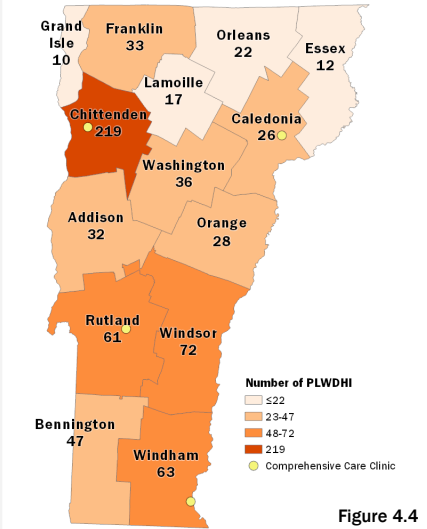 Grand
Isle
10
Franklin
33
Orleans
22
Essex
12
Lamoille
17
Chittenden
219
Caledonia
26
Washington
36
Addison
32
Orange
28
Rutland
61
Windsor
72
Bennington
47
Windham
63
Number of PLWDHI
≤22
23-47
48-72
219
Comprehensive Care Clinic
Figure 4.4